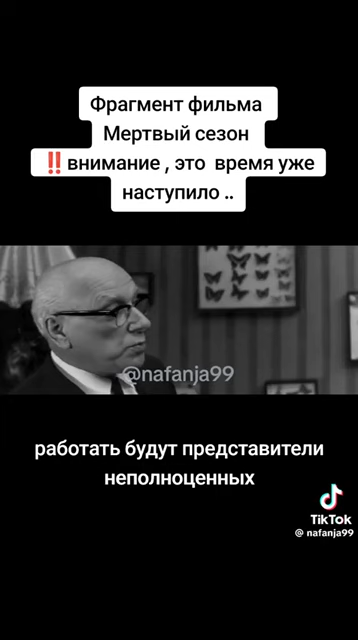 Фрагмент фильма
Мертвый сезон
‼️внимание , это время уже
наступило ..
@nafanja99
работать будут представители
неполноценных
TikTok
@ nafanja99